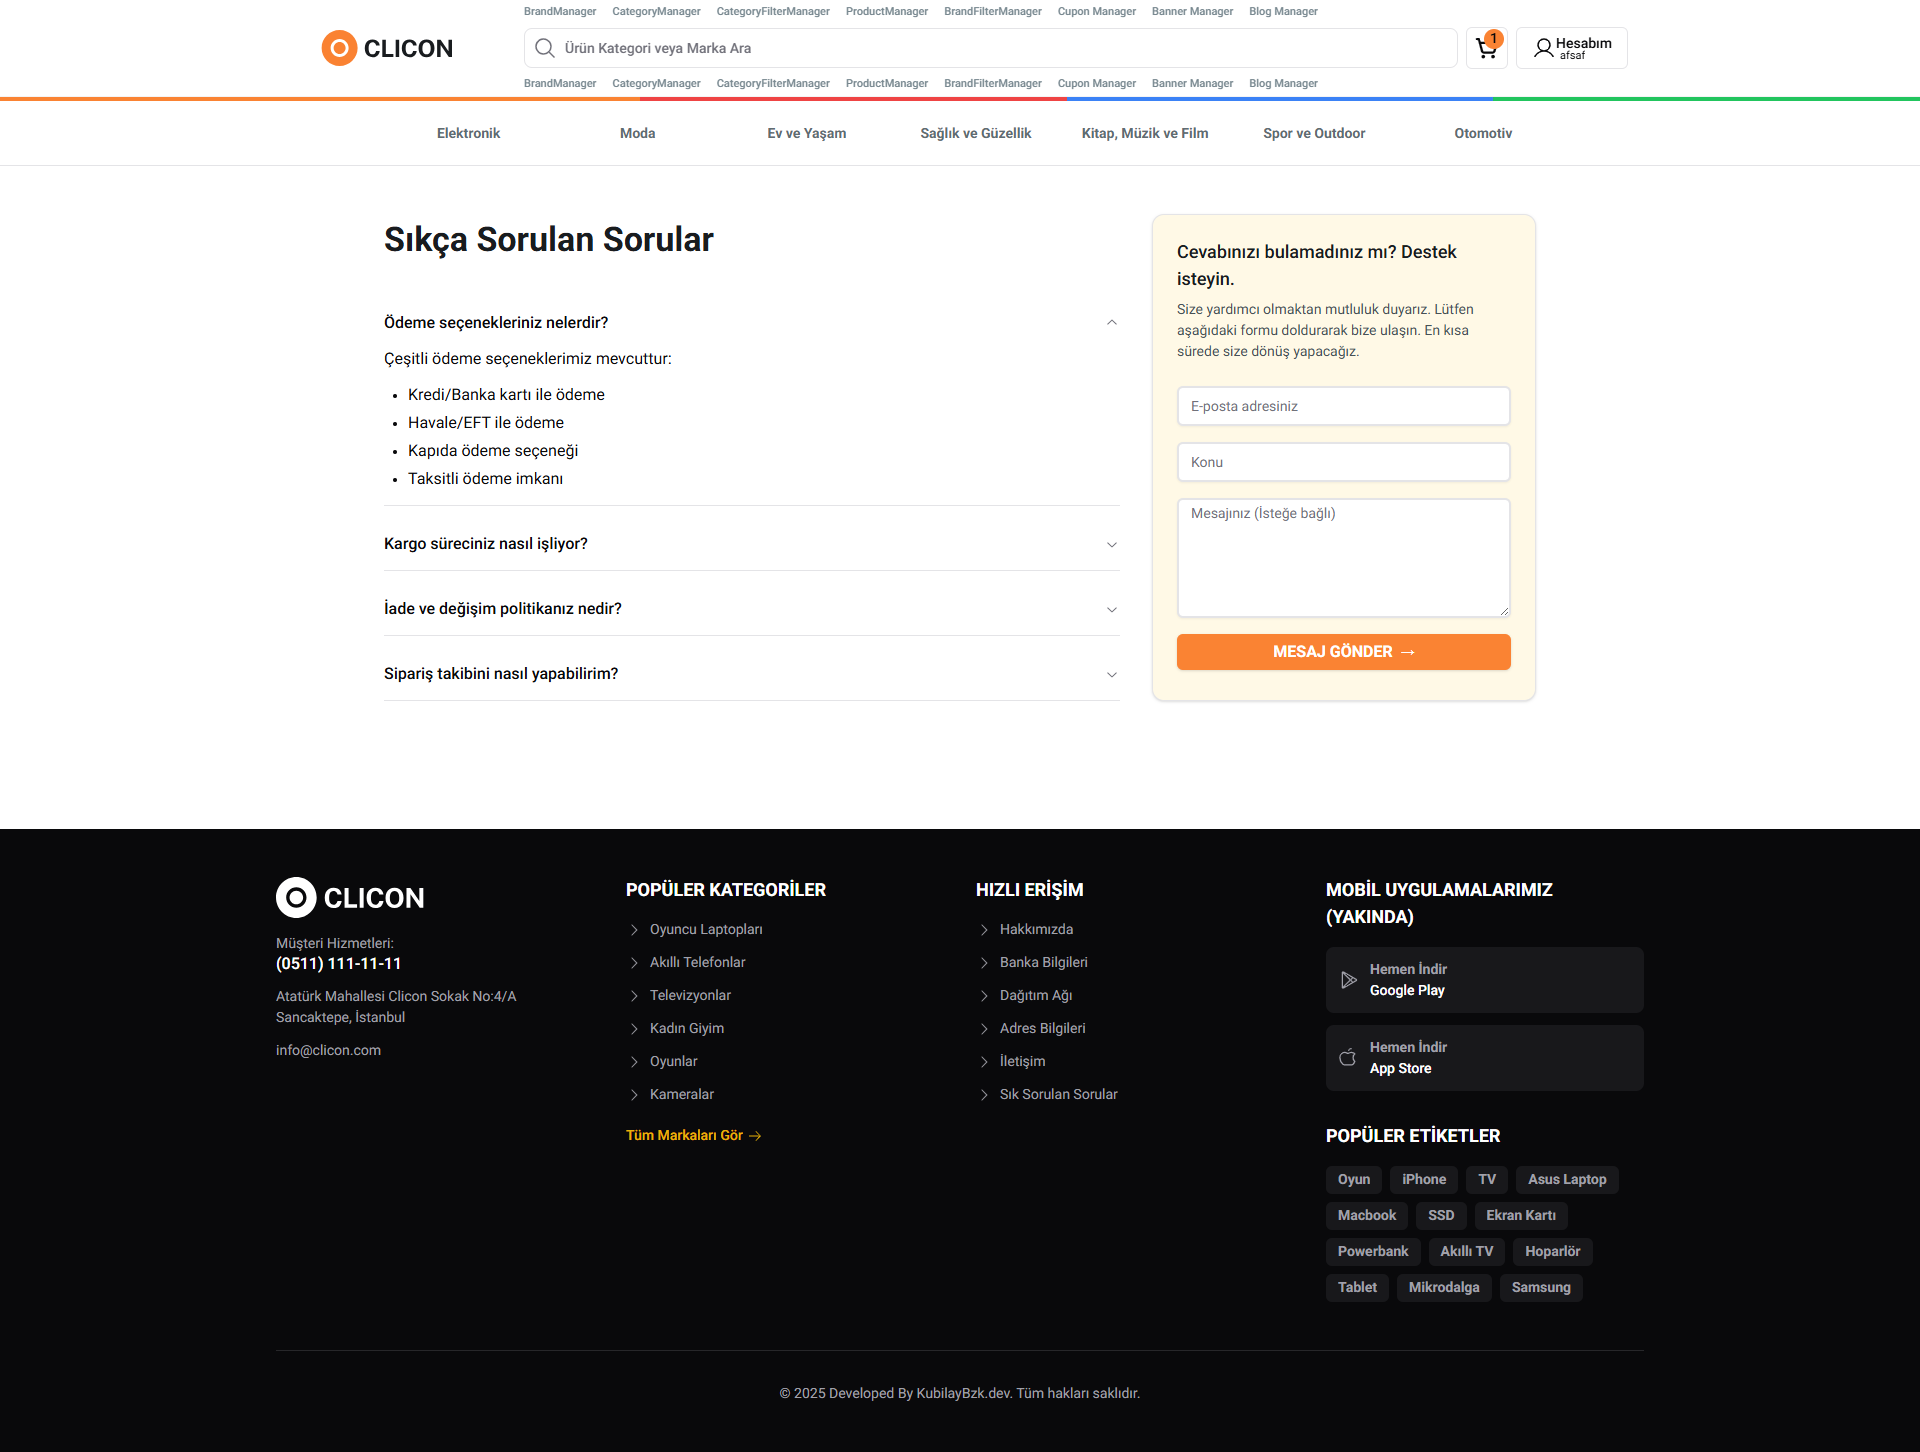 BrandManager CategoryManager CategoryFilterManager ProductManager BrandFilterManager Cupon Manager Banner Manager Blog Manager
CLICON
Ürün Kategori veya Marka Ara
1
Hesabım
afsaf
BrandManager CategoryManager CategoryFilterManager ProductManager BrandFilterManager Cupon Manager Banner Manager Blog Manager
Elektronik Moda Ev ve Yaşam Sağlık ve Güzellik Kitap, Müzik ve Film Spor ve Outdoor Otomotiv
Sıkça Sorulan Sorular
Ödeme seçenekleriniz nelerdir?
Çeşitli ödeme seçeneklerimiz mevcuttur:
• Kredi/Banka kartı ile ödeme
• Havale/EFT ile ödeme
• Kapıda ödeme seçeneği
• Taksitli ödeme imkanı
Kargo süreciniz nasıl işliyor?
İade ve değişim politikanız nedir?
Sipariş takibini nasıl yapabilirim?
Cevabınızı bulamadınız mı? Destek
isteyin.
Size yardımcı olmaktan mutluluk duyarız. Lütfen
aşağıdaki formu doldurarak bize ulaşın. En kısa
sürede size dönüş yapacağız.
E-posta adresiniz
Konu
Mesajınız (İsteğe bağlı)
MESAJ GÖNDER →
CLICON
Müşteri Hizmetleri:
(0511) 111-11-11
Atatürk Mahallesi Clicon Sokak No:4/A
Sancaktepe, İstanbul
info@clicon.com
POPÜLER KATEGORİLER
Oyuncu Laptopları
Akıllı Telefonlar
Televizyonlar
Kadın Giyim
Oyunlar
Kameralar
Tüm Markaları Gör →
HIZLI ERİŞİM
Hakkımızda
Banka Bilgileri
Dağıtım Ağı
Adres Bilgileri
İletişim
Sık Sorulan Sorular
MOBİL UYGULAMALARIMIZ
(YAKINDA)
Hemen İndir
Google Play
Hemen İndir
App Store
POPÜLER ETİKETLER
Oyun iPhone TV Asus Laptop
Macbook SSD Ekran Kartı
Powerbank Akıllı TV Hoparlör
Tablet Mikrodalga Samsung
© 2025 Developed By KubilayBzk.dev. Tüm hakları saklıdır.